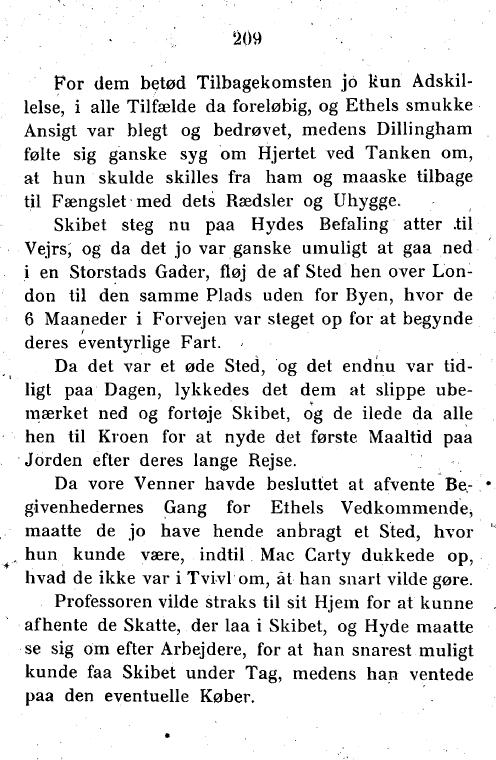 209
For dem betød Tilbagekomsten jo kun Adskil-
lelse, i alle Tilfælde da foreløbig, og Ethels smukke
Ansigt var blegt og bedrøvet, medens Dillingham
følte sig ganske syg om Hjertet ved Tanken om,
at hun skulde skilles fra ham og maaske tilbage
til Fængslet med dets Rædsler og Uhygge.
Skibet steg nu paa Hydes Befaling atter til
Vejrs, og da det jo var ganske umuligt at gaa ned
i en Storstads Gader, fløj de af Sted hen over Lon-
don til den samme Plads uden for Byen, hvor de
6 Maaneder i Forvejen var steget op for at begynde
deres eventyrlige Fart.
Da det var et øde Sted, og det endnu var tid-
ligt paa Dagen, lykkedes det dem at slippe ube-
mærket ned og fortøje Skibet, og de ilede da alle
hen til Kroen for at nyde det første Maaltid paa
Jorden efter deres lange Rejse.
Da vore Venner havde besluttet at afvente Be-
givenhedernes Gang for Ethels Vedkommende,
maatte de jo have hende anbragt et Sted, hvor
hun kunde være, indtil Mac Carty dukkede op,
hvad de ikke var i Tvivl om, at han snart vilde gøre.
Professoren vilde straks til sit Hjem for at kunne
afhente de Skatte, der laa i Skibet, og Hyde maatte
se sig om efter Arbejdere, for at han snarest muligt
kunde faa Skibet under Tag, medens han ventede
paa den eventuelle Køber.